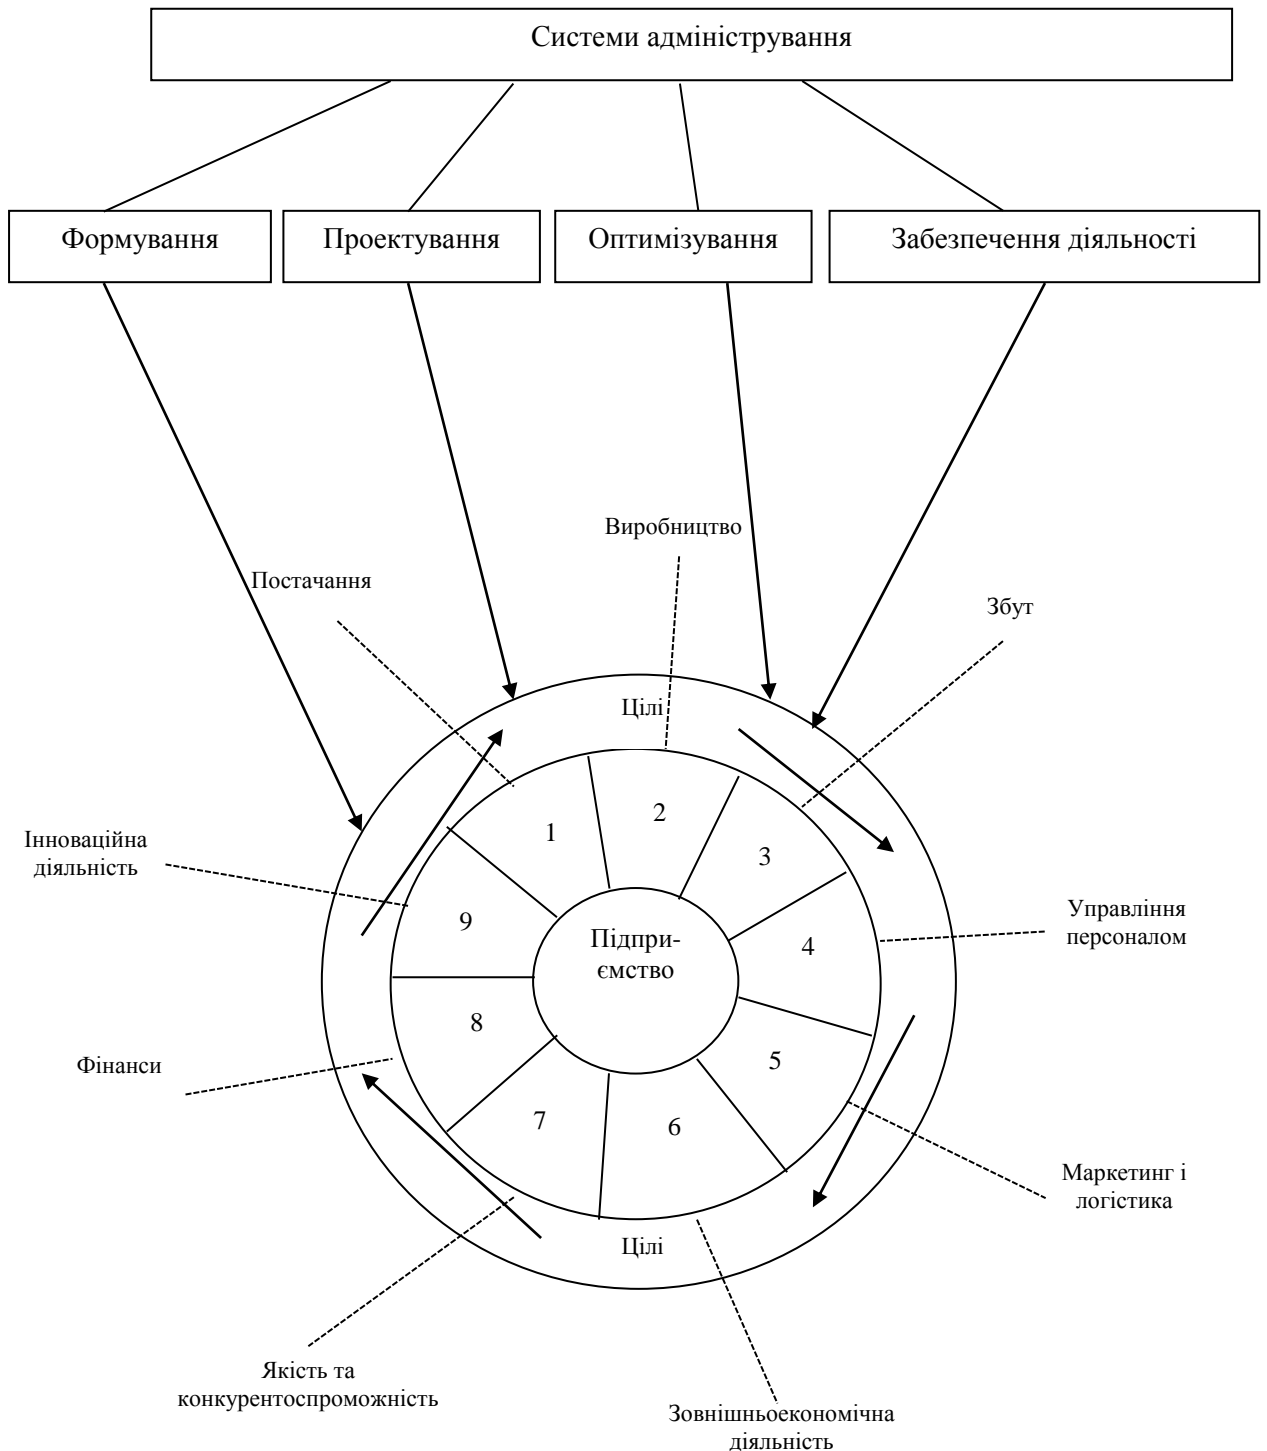 Системи адміністрування
Формування
Проектування
Оптимізування
Забезпечення діяльності
Виробництво
Постачання
Збут
Цілі
1
2
3
4
5
6
7
8
9
Підпри-
ємство
Інноваційна
діяльність
Управління
персоналом
Фінанси
Маркетинг і
логістика
Цілі
Якість та
конкурентоспроможність
Зовнішньоекономічна
діяльність